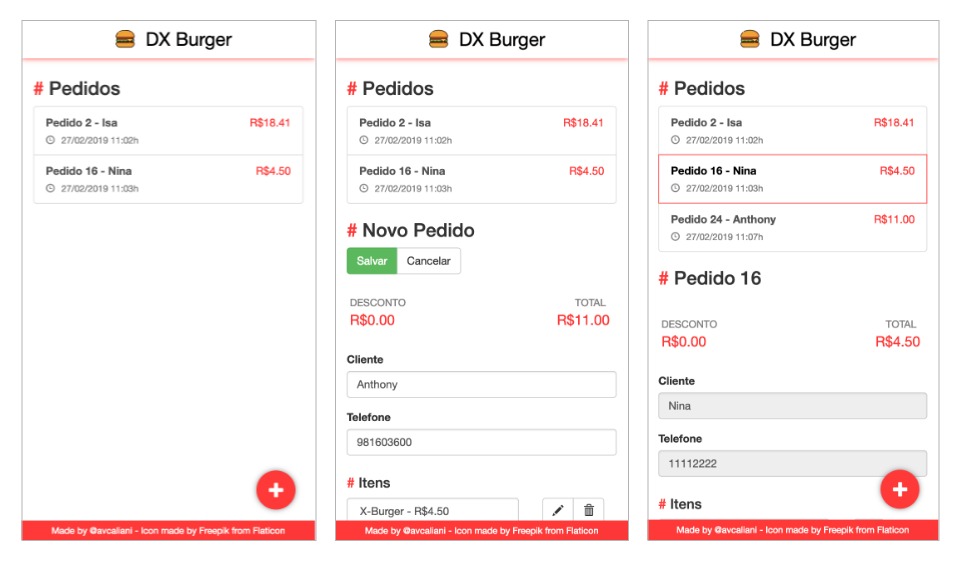 DX Burger
# Pedidos
Pedido 2 - Isa R$18.41
27/02/2019 11:02h
Pedido 16 - Nina R$4.50
27/02/2019 11:03h
+
Made by @avcaliani - Icon made by Freepik from Flaticon
DX Burger
# Pedidos
Pedido 2 - Isa R$18.41
27/02/2019 11:02h
Pedido 16 - Nina R$4.50
27/02/2019 11:03h
# Novo Pedido
Salvar Cancelar
DESCONTO TOTAL
R$0.00 R$11.00
Cliente
Anthony
Telefone
981603600
# Itens
X-Burger - R$4.50
Made by @avcaliani - Icon made by Freepik from Flaticon
DX Burger
# Pedidos
Pedido 2 - Isa R$18.41
27/02/2019 11:02h
Pedido 16 - Nina R$4.50
27/02/2019 11:03h
Pedido 24 - Anthony R$11.00
27/02/2019 11:07h
# Pedido 16
DESCONTO TOTAL
R$0.00 R$4.50
Cliente
Nina
Telefone
11112222
+
# Itens
Made by @avcaliani - Icon made by Freepik from Flaticon